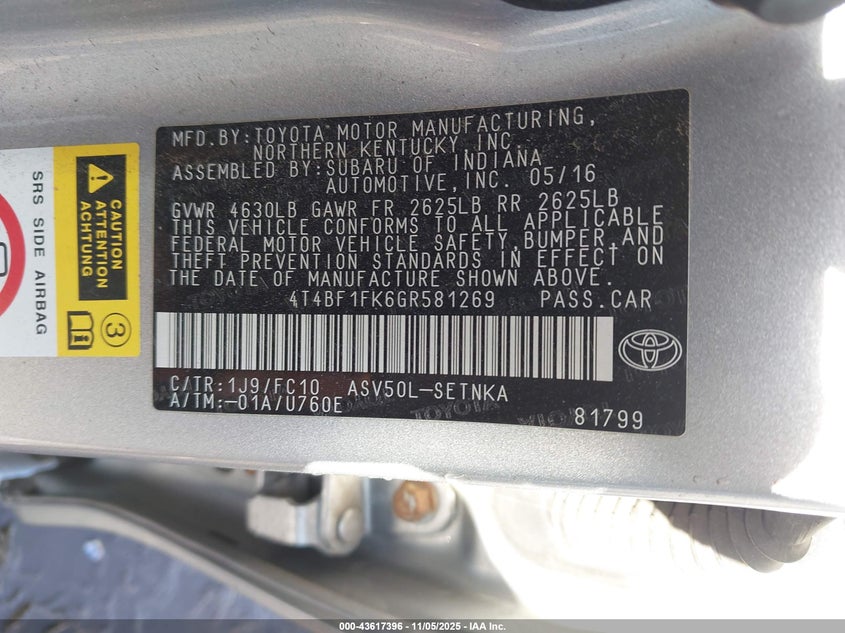 MFD.BY:TOYOTA MOTOR MANUFACTURING,
NORTHERN KENTUCKY, INC.
ASSEMBLED BY:SUBARU OF INDIANA
AUTOMOTIVE,INC. 05/16
GVWR 4630LB GAWR FR 2625LB RR 2625LB
THIS VEHICLE CONFORMS TO ALL APPLICABLE
FEDERAL MOTOR VEHICLE SAFETY,BUMPER,AND
THEFT PREVENTION STANDARDS IN EFFECT ON
THE DATE OF MANUFACTURE SHOWN ABOVE.
4T4BF1FK6GR581269 PASS.CAR
C/TR:1J9/FC10 ASV50L-SETNKA
A/TM:-01A/U760E
81799
CAUTION
ATTENTION
ACHTUNG
3
SRS SIDE AIRBAG
000-43617396 - 11/05/2025 - IAA Inc.